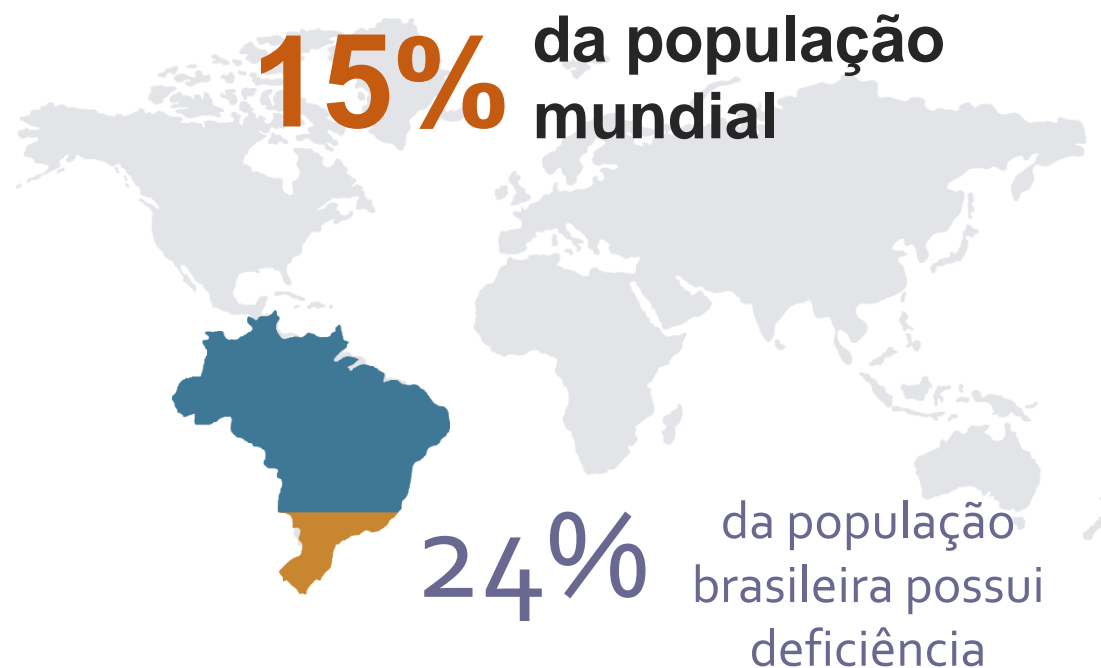 15% da população
mundial
24% da população
brasileira possui
deficiência